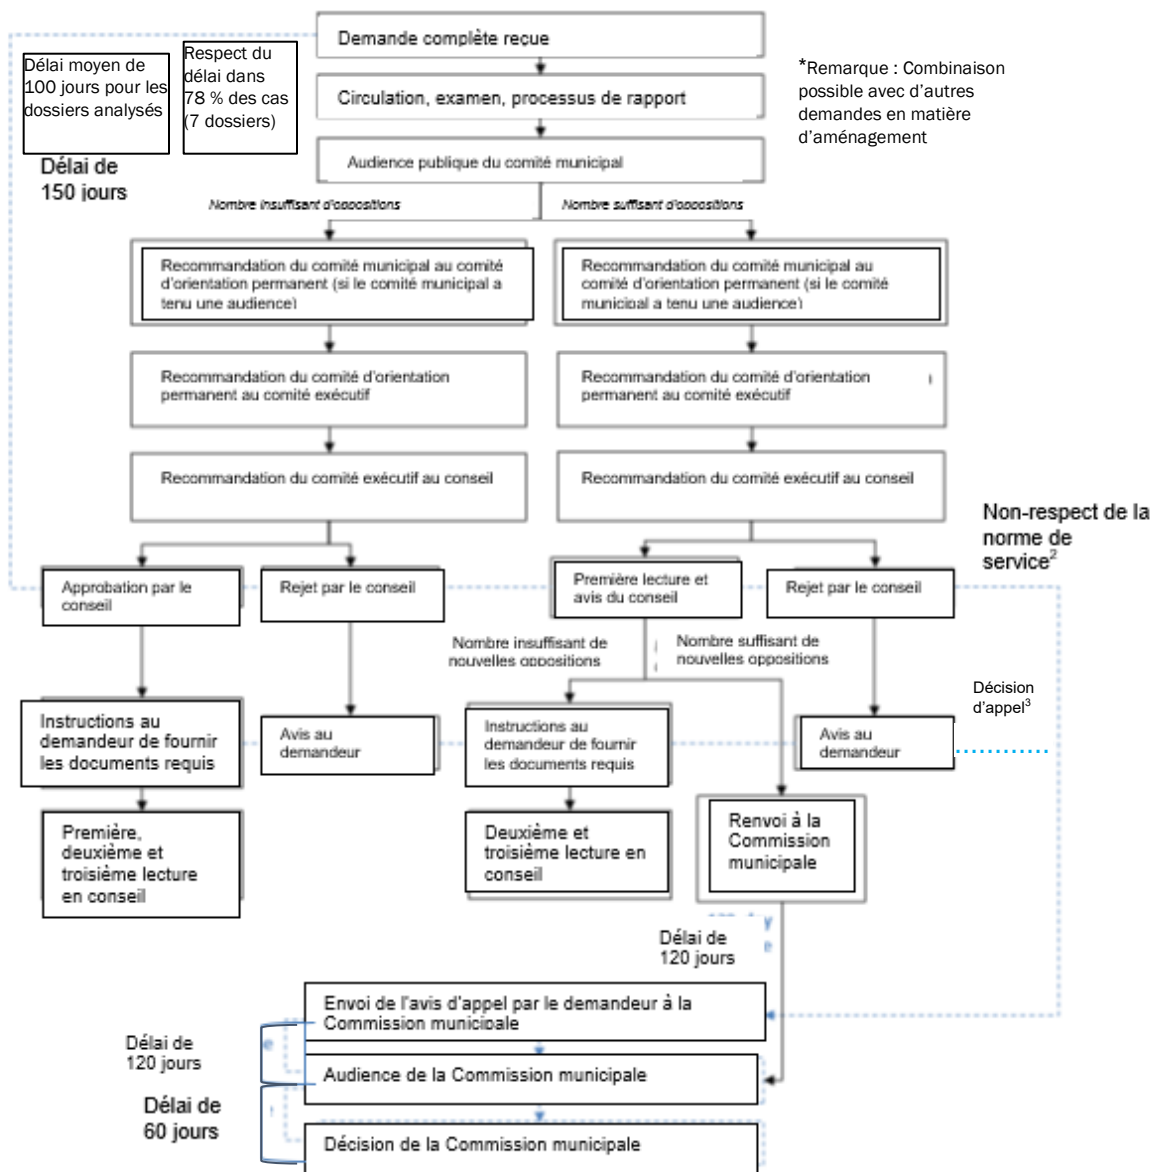 Demande complète reçue
Délai moyen de
100 jours pour les
dossiers analysés
Respect du
délai dans
78 % des cas
(7 dossiers)
*Remarque : Combinaison
possible avec d'autres
demandes en matière
d'aménagement
Circulation, examen, processus de rapport
Audience publique du comité municipal
Délai de
150 jours
Nombre insuffisant d'oppositions
Nombre suffisant d'oppositions
Recommandation du comité municipal au comité
d'orientation permanent (si le comité municipal a
tenu une audience)
Recommandation du comité municipal au
comité d'orientation permanent (si le comité
municipal a tenu une audience)
Recommandation du comité d'orientation
permanent au comité exécutif
Recommandation du comité d'orientation
permanent au comité exécutif
Recommandation du comité exécutif au conseil
Recommandation du comité exécutif au conseil
Non-respect de la
norme de
service²
Approbation par le
conseil
Rejet par le conseil
Première lecture et
avis du conseil
Rejet par le conseil
Nombre insuffisant de
nouvelles oppositions
Nombre suffisant de
nouvelles oppositions
Décision
d'appel³
Instructions au
demandeur de fournir
les documents requis
Avis au
demandeur
Instructions au
demandeur de fournir
les documents requis
Avis au
demandeur
Première,
deuxième et
troisième lecture
en conseil
Deuxième et
troisième lecture en
conseil
Renvoi à la
Commission
municipale
Délai de
120 jours
Envoi de l'avis d'appel par le demandeur à la
Commission municipale
Délai de
120 jours
Audience de la Commission municipale
Délai de
60 jours
Décision de la Commission municipale